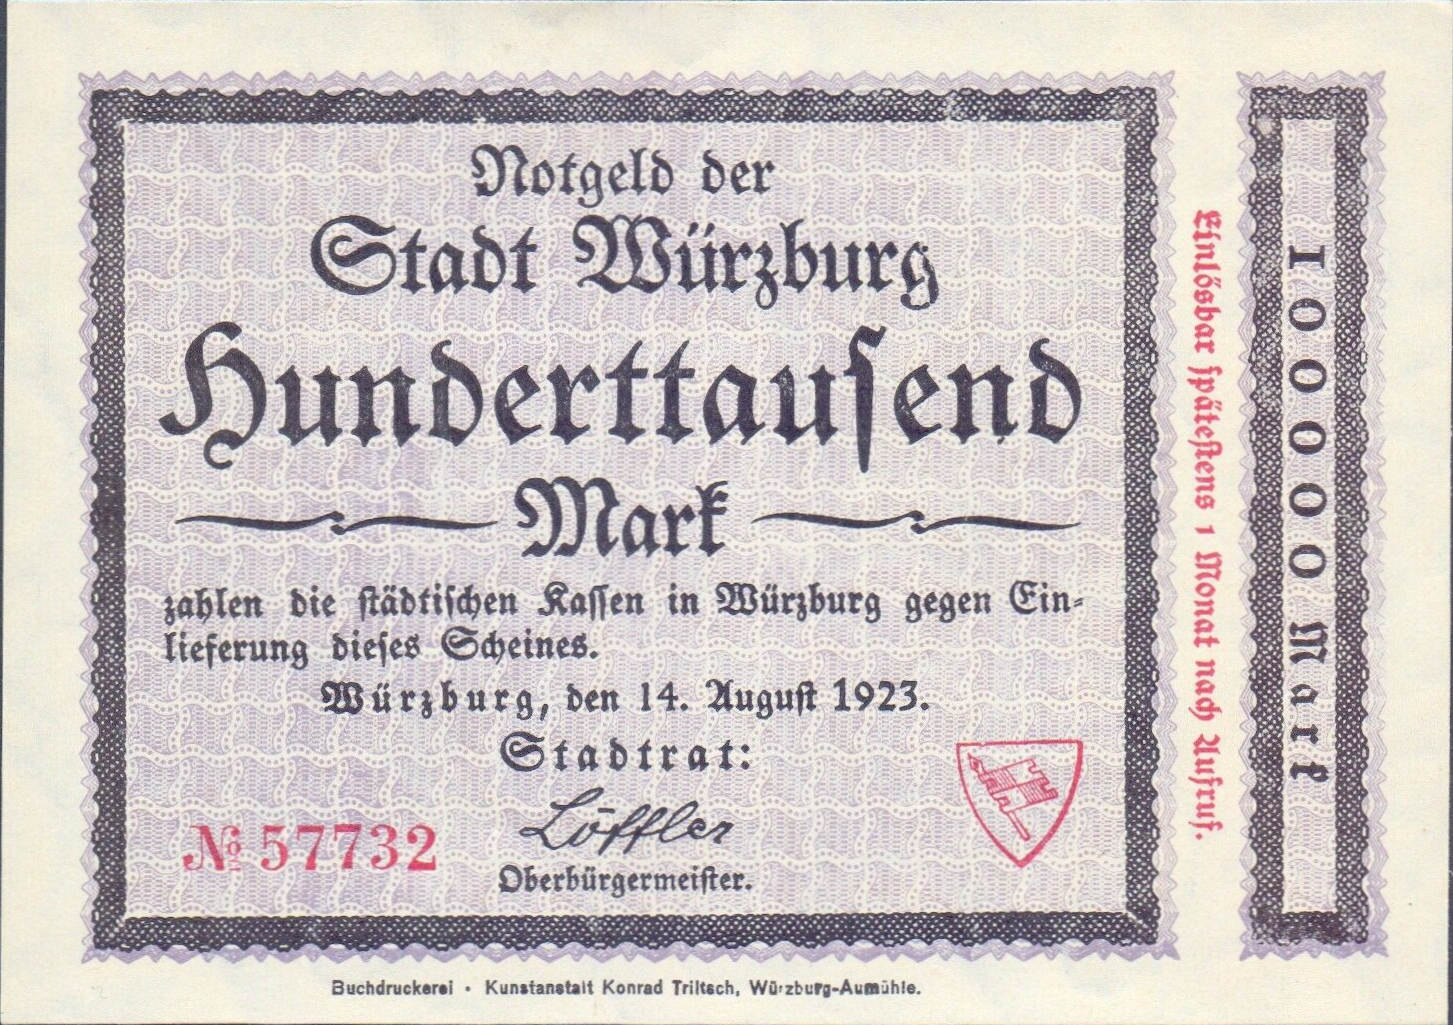 Notgeld der
Stadt Würzburg
Hunderttausend
Mark
zahlen die städtischen Kassen in Würzburg gegen Ein-
lieferung dieses Scheines.
Würzburg, den 14. August 1923.
Stadtrat:
Löffler
Oberbürgermeister.
№ 57732
Einlösbar spätestens 1 Monat nach Aufruf.
100000 Mark
Buchdruckerei · Kunstanstalt Konrad Triltsch, Würzburg-Aumühle.